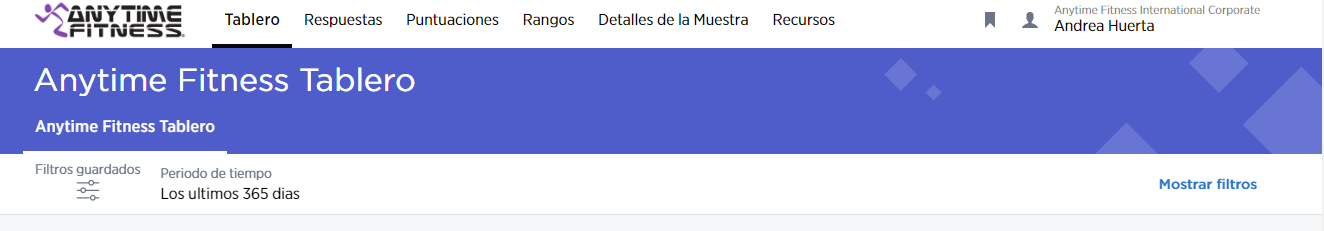 ANYTIME FITNESS.
Tablero Respuestas Puntuaciones Rangos Detalles de la Muestra Recursos
Anytime Fitness International Corporate
Andrea Huerta
Anytime Fitness Tablero
Anytime Fitness Tablero
Filtros guardados
Periodo de tiempo
Los ultimos 365 dias
Mostrar filtros